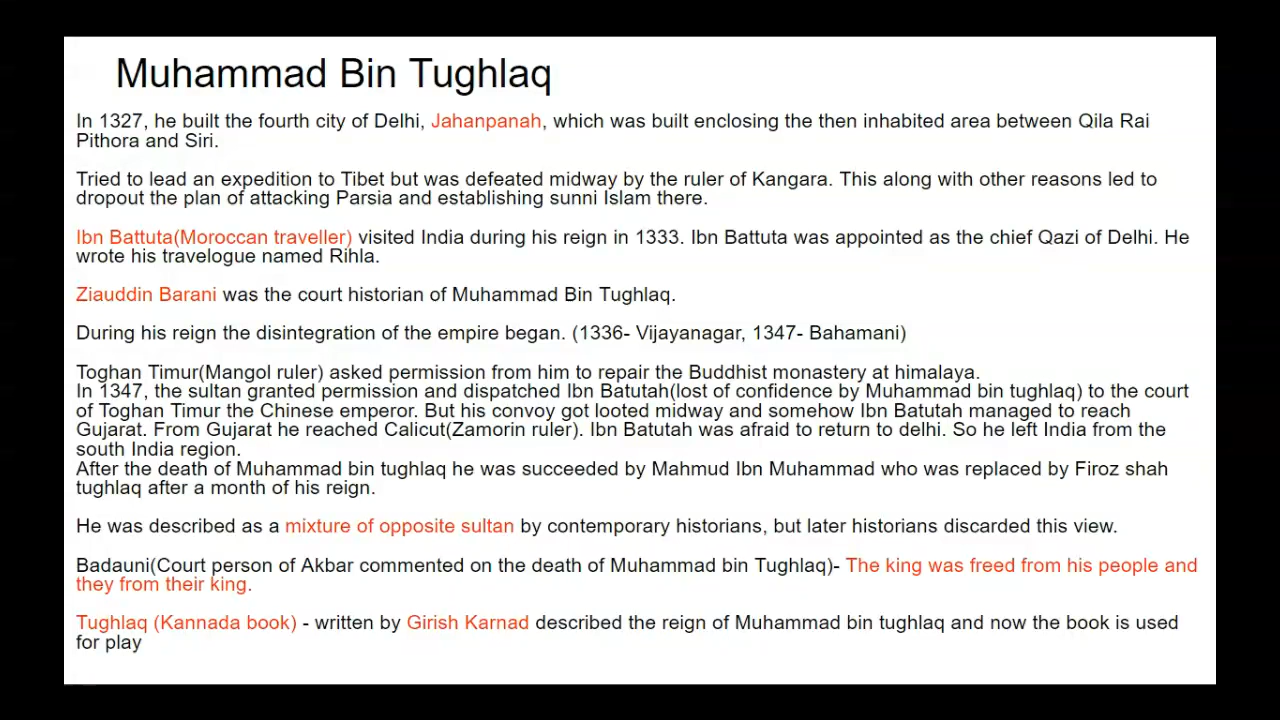 Muhammad Bin Tughlaq
In 1327, he built the fourth city of Delhi, Jahanpanah, which was built enclosing the then inhabited area between Qila Rai
Pithora and Siri.
Tried to lead an expedition to Tibet but was defeated midway by the ruler of Kangara. This along with other reasons led to
dropout the plan of attacking Parsia and establishing sunni Islam there.
Ibn Battuta(Moroccan traveller) visited India during his reign in 1333. Ibn Battuta was appointed as the chief Qazi of Delhi. He
wrote his travelogue named Rihla.
Ziauddin Barani was the court historian of Muhammad Bin Tughlaq.
During his reign the disintegration of the empire began. (1336- Vijayanagar, 1347- Bahamani)
Toghan Timur(Mangol ruler) asked permission from him to repair the Buddhist monastery at himalaya.
In 1347, the sultan granted permission and dispatched Ibn Batutah(lost of confidence by Muhammad bin tughlaq) to the court
of Toghan Timur the Chinese emperor. But his convoy got looted midway and somehow Ibn Batutah managed to reach
Gujarat. From Gujarat he reached Calicut(Zamorin ruler). Ibn Batutah was afraid to return to delhi. So he left India from the
south India region.
After the death of Muhammad bin tughlaq he was succeeded by Mahmud Ibn Muhammad who was replaced by Firoz shah
tughlaq after a month of his reign.
He was described as a mixture of opposite sultan by contemporary historians, but later historians discarded this view.
Badauni(Court person of Akbar commented on the death of Muhammad bin Tughlaq)- The king was freed from his people and
they from their king.
Tughlaq (Kannada book) - written by Girish Karnad described the reign of Muhammad bin tughlaq and now the book is used
for play